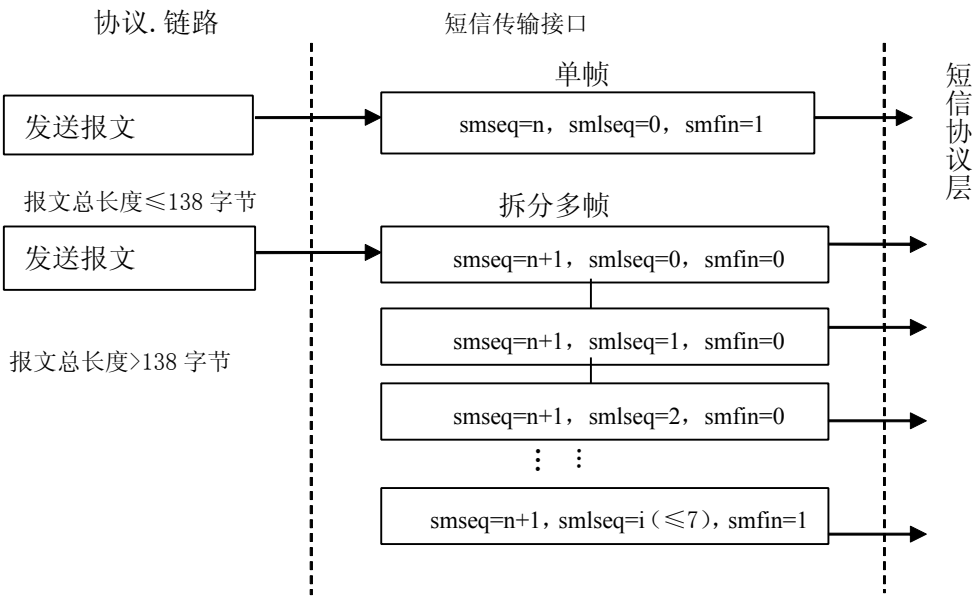 协议.链路
短信传输接口
单帧
短信协议层
发送报文
smseq=n，smlseq=0，smfin=1
报文总长度≤138 字节
拆分多帧
发送报文
smseq=n+1，smlseq=0，smfin=0
smseq=n+1，smlseq=1，smfin=0
报文总长度>138 字节
smseq=n+1，smlseq=2，smfin=0
⋮ ⋮
smseq=n+1，smlseq=i（≤7），smfin=1